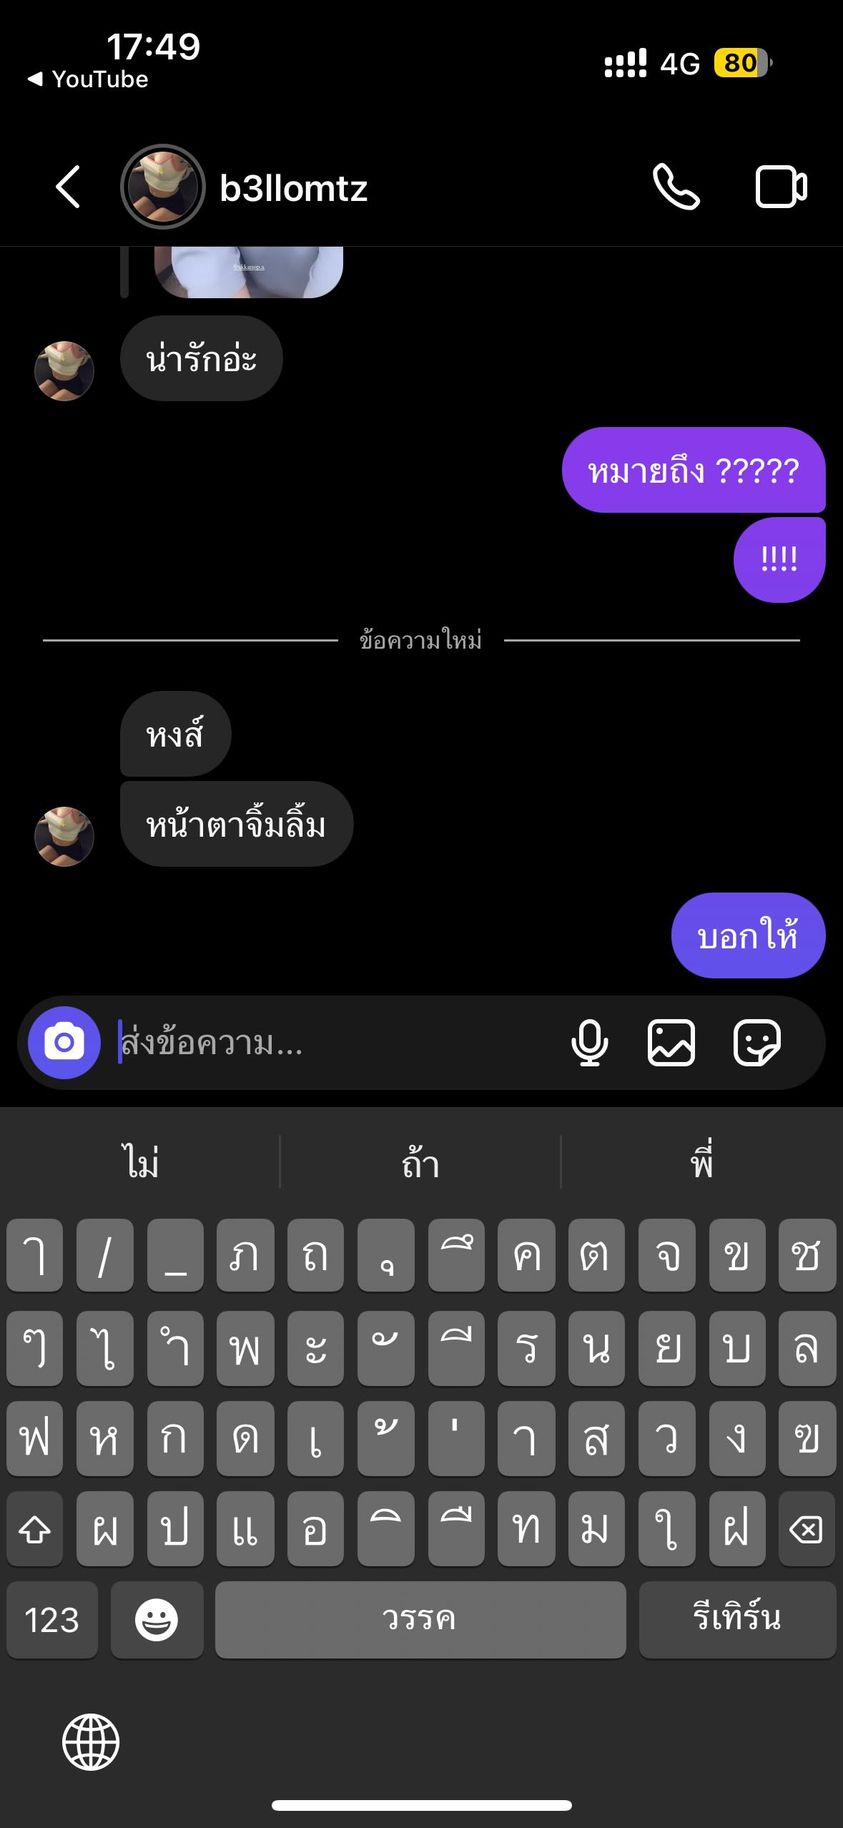 17:49
◀ YouTube
4G 80
b3llomtz
น่ารักอ่ะ
หมายถึง ?????
!!!!
ข้อความใหม่
หงส์
หน้าตาจิ้มลิ้ม
บอกให้
ส่งข้อความ...
ไม่ ถ้า พี่
ๅ / _ ภ ถ ุ ึ ค ต จ ข ช
ๆ ไ ำ พ ะ ั ี ร น ย บ ล
ฟ ห ก ด เ ้ ่ า ส ว ง ฃ
ผ ป แ อ ิ ื ท ม ใ ฝ
123 วรรค รีเทิร์น